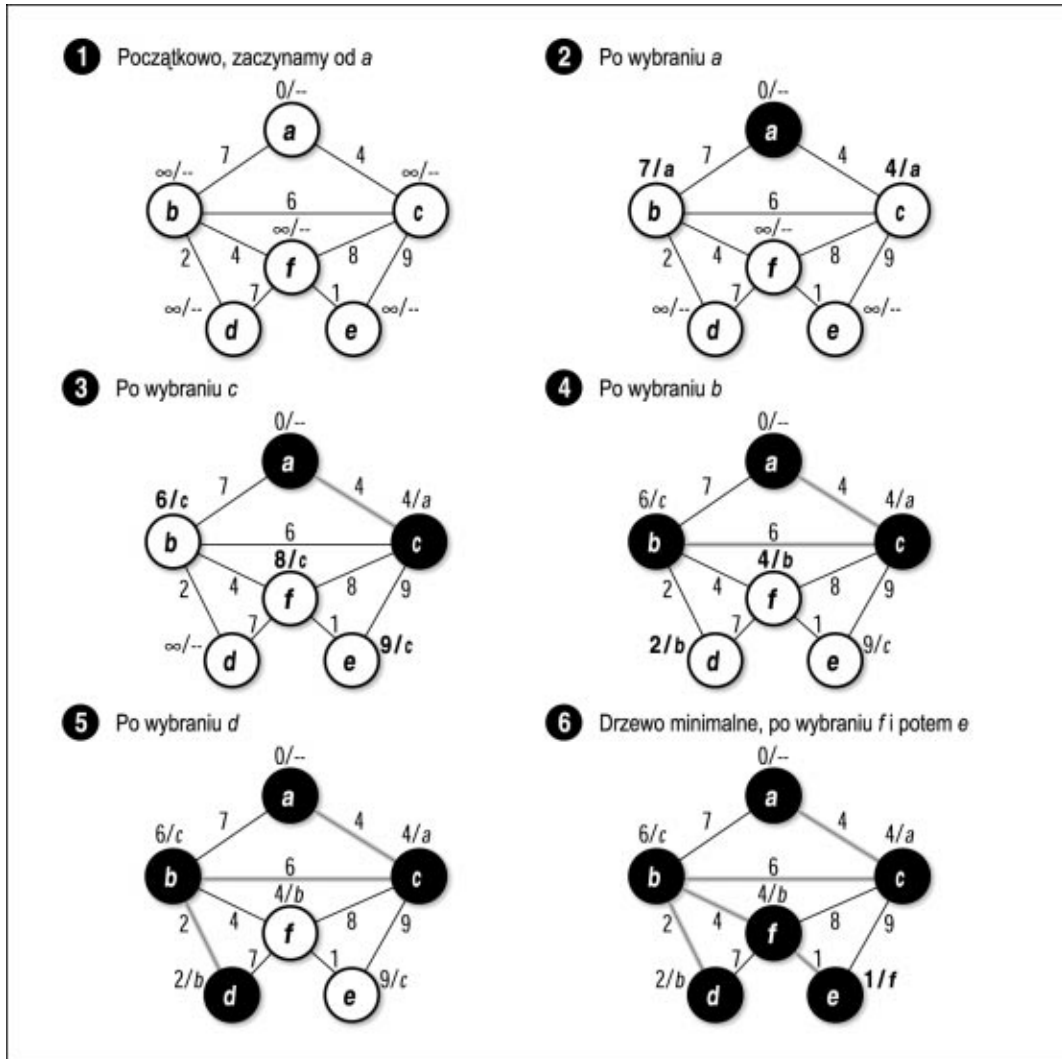 1 Początkowo, zaczynamy od a
0/--
a
7 4
∞/-- ∞/--
b 6 c
∞/--
2 4 f 8 9
7 1
∞/-- d e ∞/--
2 Po wybraniu a
0/--
a
7 4
7/a 4/a
b 6 c
∞/--
2 4 f 8 9
7 1
∞/-- d e ∞/--
3 Po wybraniu c
0/--
a
7 4
6/c 4/a
b 6 c
8/c
2 4 f 8 9
7 1
∞/-- d e 9/c
4 Po wybraniu b
0/--
a
7 4
6/c 4/a
b 6 c
4/b
2 4 f 8 9
7 1
2/b d e 9/c
5 Po wybraniu d
0/--
a
7 4
6/c 4/a
b 6 c
4/b
2 4 f 8 9
7 1
2/b d e 9/c
6 Drzewo minimalne, po wybraniu f i potem e
0/--
a
7 4
6/c 4/a
b 6 c
4/b
2 4 f 8 9
7 1
2/b d e 1/f